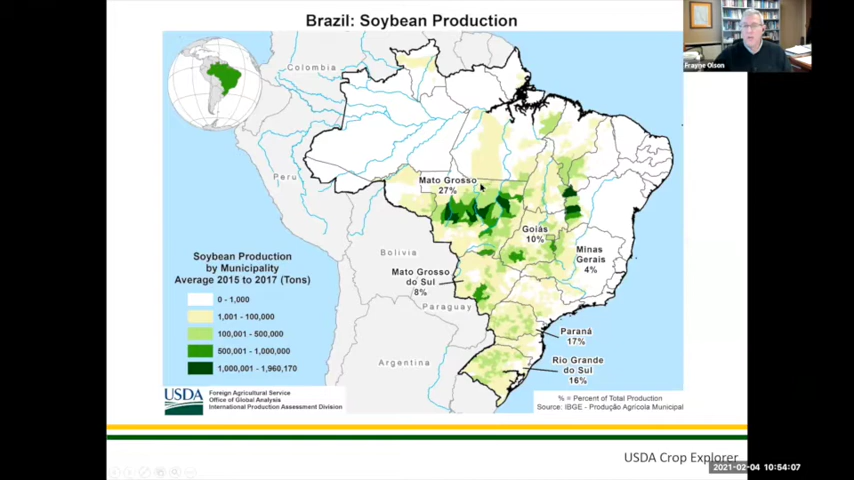 Brazil: Soybean Production
Frayne Olson
Colombia
Peru
Mato Grosso
27%
Goiás
10%
Minas
Gerais
4%
Bolivia
Mato Grosso
do Sul
8%
Paraguay
Argentina
Paraná
17%
Rio Grande
do Sul
16%
Soybean Production
by Municipality
Average 2015 to 2017 (Tons)
0 - 1,000
1,001 - 100,000
100,001 - 500,000
500,001 - 1,000,000
1,000,001 - 1,960,170
USDA
Foreign Agricultural Service
Office of Global Analysis
International Production Assessment Division
% = Percent of Total Production
Source: IBGE - Produção Agrícola Municipal
USDA Crop Explorer
2021-02-04 10:54:07